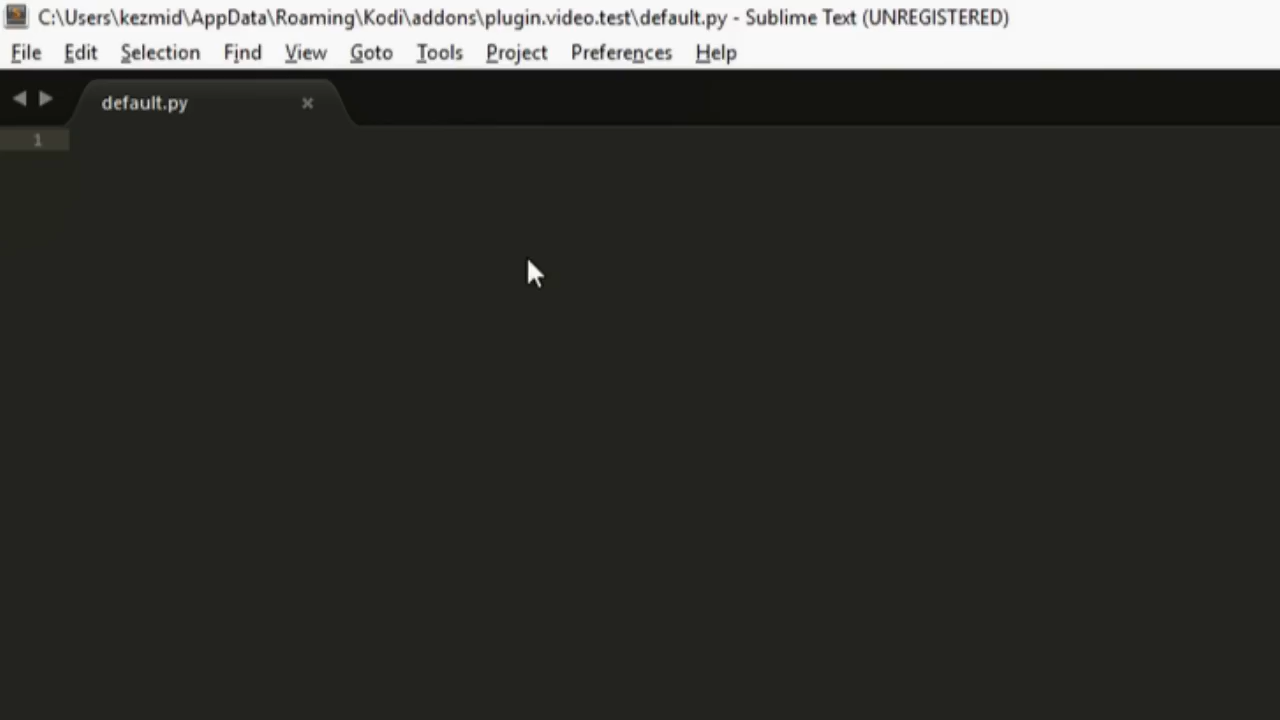 C:\Users\kezmid\AppData\Roaming\Kodi\addons\plugin.video.test\default.py - Sublime Text (UNREGISTERED)
File Edit Selection Find View Goto Tools Project Preferences Help
default.py
1